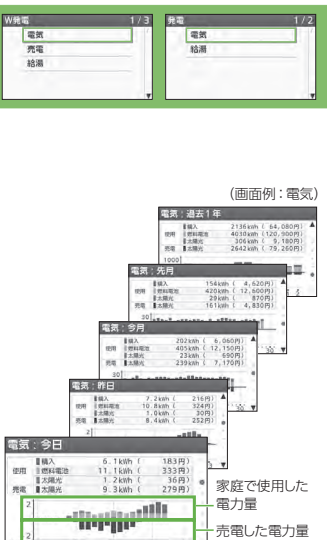 W発電 1/3
電気
売電
給湯
発電 1/2
電気
給湯
(画面例：電気)
電気：過去1年
購入 2136kWh ( 64,080円)
使用 燃料電池 4030kWh (120,900円)
太陽光 306kWh ( 9,180円)
売電 太陽光 2642kWh ( 79,260円)
1000
電気：先月
購入 154kWh ( 4,620円)
使用 燃料電池 420kWh ( 12,600円)
太陽光 29kWh ( 870円)
売電 太陽光 161kWh ( 4,830円)
30
電気：今月
購入 202kWh ( 6,060円)
使用 燃料電池 405kWh ( 12,150円)
太陽光 23kWh ( 690円)
売電 太陽光 239kWh ( 7,170円)
30
30
電気：昨日
購入 7.2kWh ( 216円)
使用 燃料電池 10.8kWh ( 324円)
太陽光 1.0kWh ( 30円)
売電 太陽光 8.4kWh ( 252円)
2
電気：今日
購入 6.1kWh ( 183円)
使用 燃料電池 11.1kWh ( 333円)
太陽光 1.2kWh ( 36円)
売電 太陽光 9.3kWh ( 279円)
2
2
家庭で使用した
電力量
売電した電力量